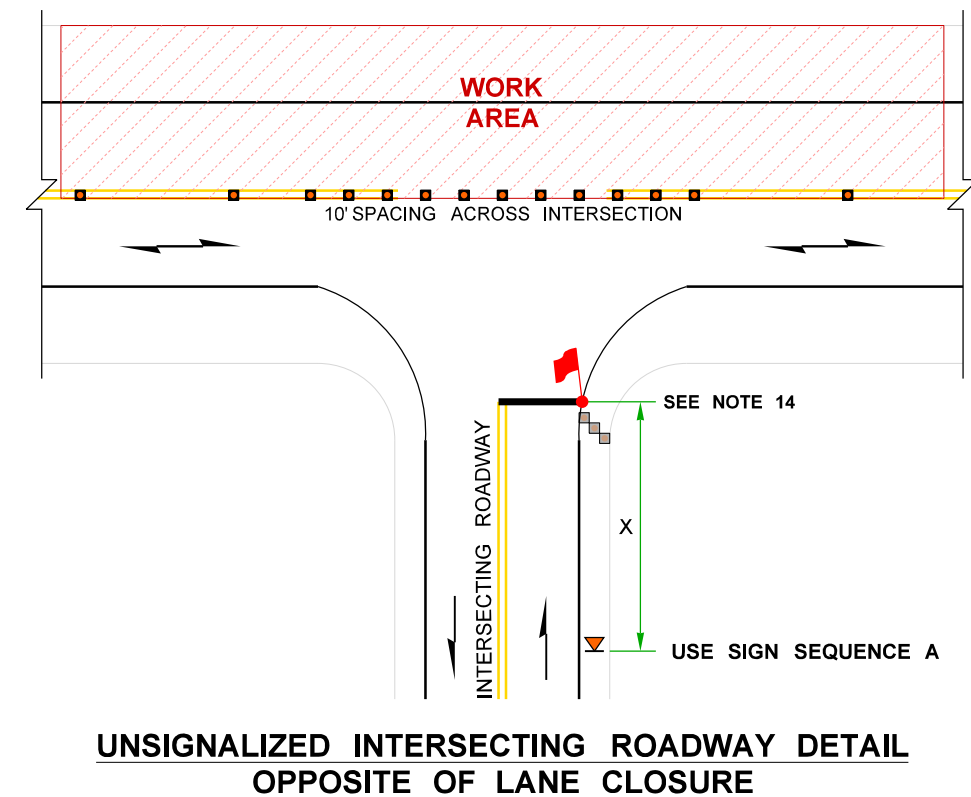 WORK
AREA
10' SPACING ACROSS INTERSECTION
SEE NOTE 14
INTERSECTING ROADWAY
X
USE SIGN SEQUENCE A
UNSIGNALIZED INTERSECTING ROADWAY DETAIL
OPPOSITE OF LANE CLOSURE